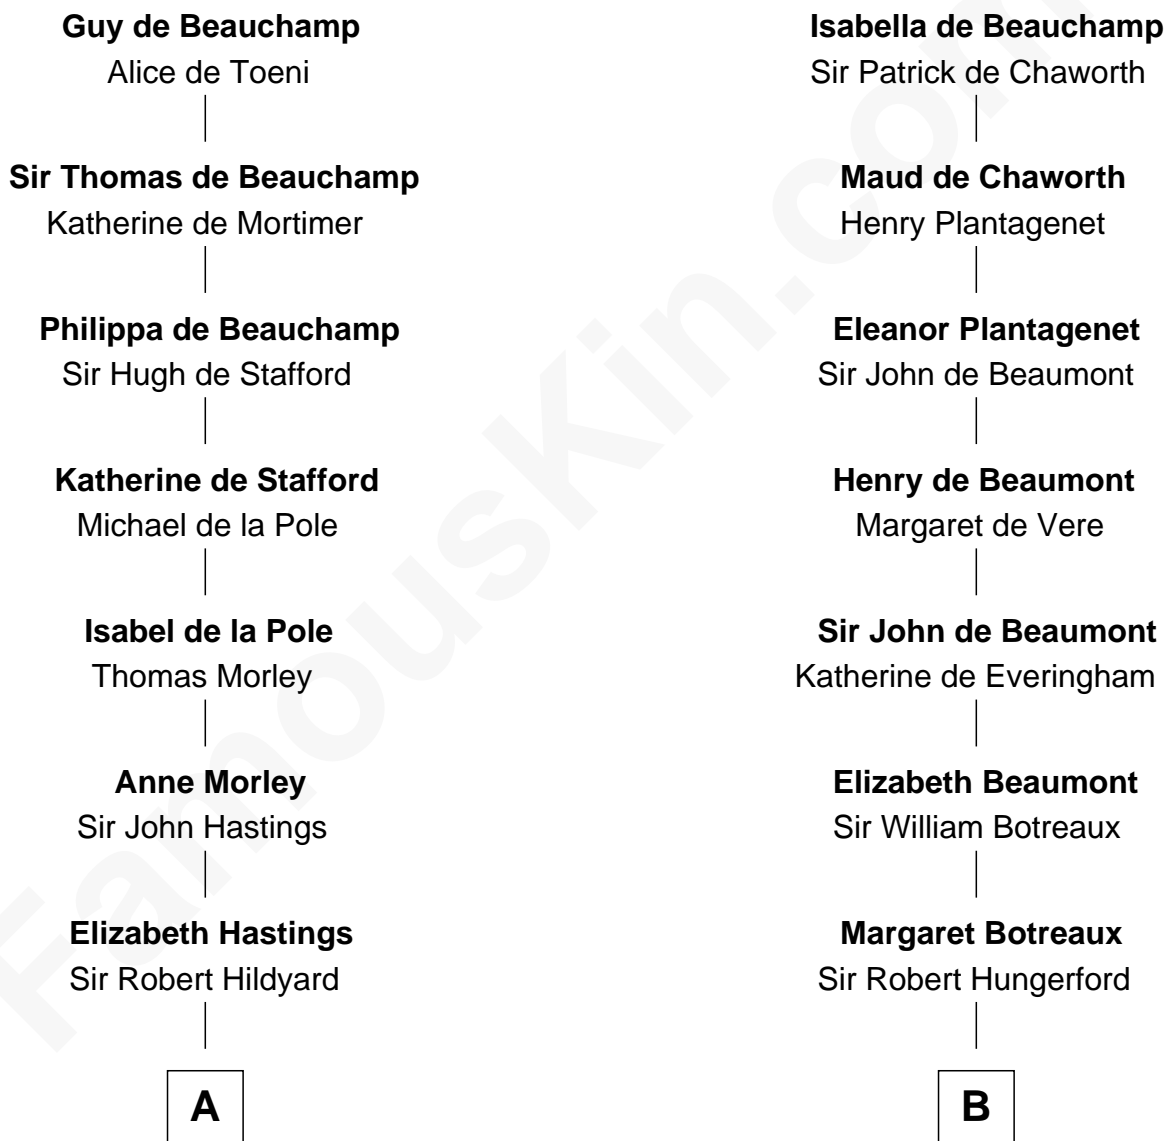 Guy de Beauchamp
Alice de Toeni
Sir Thomas de Beauchamp
Katherine de Mortimer
Philippa de Beauchamp
Sir Hugh de Stafford
Katherine de Stafford
Michael de la Pole
Isabel de la Pole
Thomas Morley
Anne Morley
Sir John Hastings
Elizabeth Hastings
Sir Robert Hildyard
A
Isabella de Beauchamp
Sir Patrick de Chaworth
Maud de Chaworth
Henry Plantagenet
Eleanor Plantagenet
Sir John de Beaumont
Henry de Beaumont
Margaret de Vere
Sir John de Beaumont
Katherine de Everingham
Elizabeth Beaumont
Sir William Botreaux
Margaret Botreaux
Sir Robert Hungerford
B
FamousKin.com